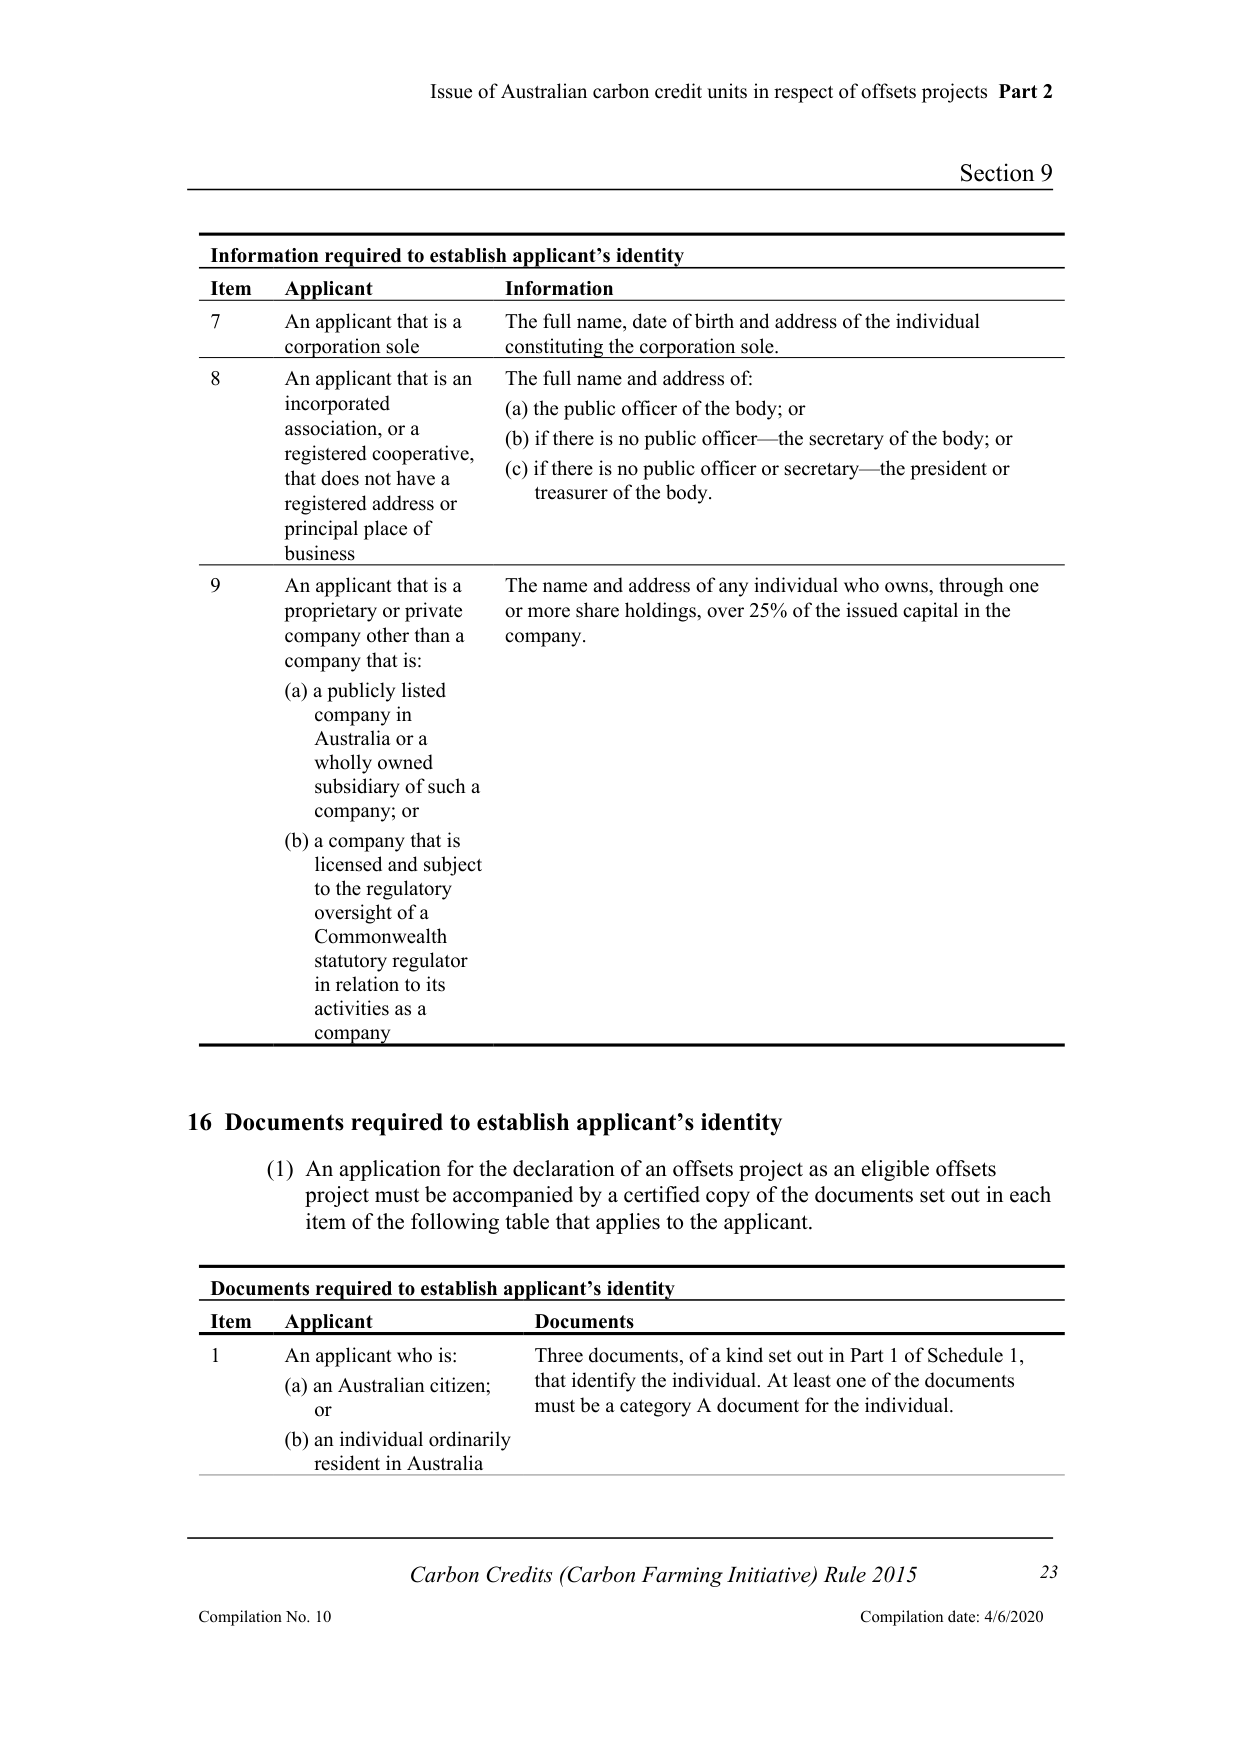 Issue of Australian carbon credit units in respect of offsets projects Part 2
Section 9
Information required to establish applicant’s identity
Item Applicant Information
7 An applicant that is a The full name, date of birth and address of the individual
corporation sole constituting the corporation sole.
8 An applicant that is an The full name and address of:
incorporated (a) the public officer of the body; or
association, or a (b) if there is no public officer—the secretary of the body; or
registered cooperative, (c) if there is no public officer or secretary—the president or
that does not have a treasurer of the body.
registered address or
principal place of
business
9 An applicant that is a The name and address of any individual who owns, through one
proprietary or private or more share holdings, over 25% of the issued capital in the
company other than a company.
company that is:
(a) a publicly listed
company in
Australia or a
wholly owned
subsidiary of such a
company; or
(b) a company that is
licensed and subject
to the regulatory
oversight of a
Commonwealth
statutory regulator
in relation to its
activities as a
company
16 Documents required to establish applicant’s identity
(1) An application for the declaration of an offsets project as an eligible offsets
project must be accompanied by a certified copy of the documents set out in each
item of the following table that applies to the applicant.
Documents required to establish applicant’s identity
Item Applicant Documents
1 An applicant who is: Three documents, of a kind set out in Part 1 of Schedule 1,
(a) an Australian citizen; that identify the individual. At least one of the documents
or must be a category A document for the individual.
(b) an individual ordinarily
resident in Australia
Carbon Credits (Carbon Farming Initiative) Rule 2015 23
Compilation No. 10 Compilation date: 4/6/2020